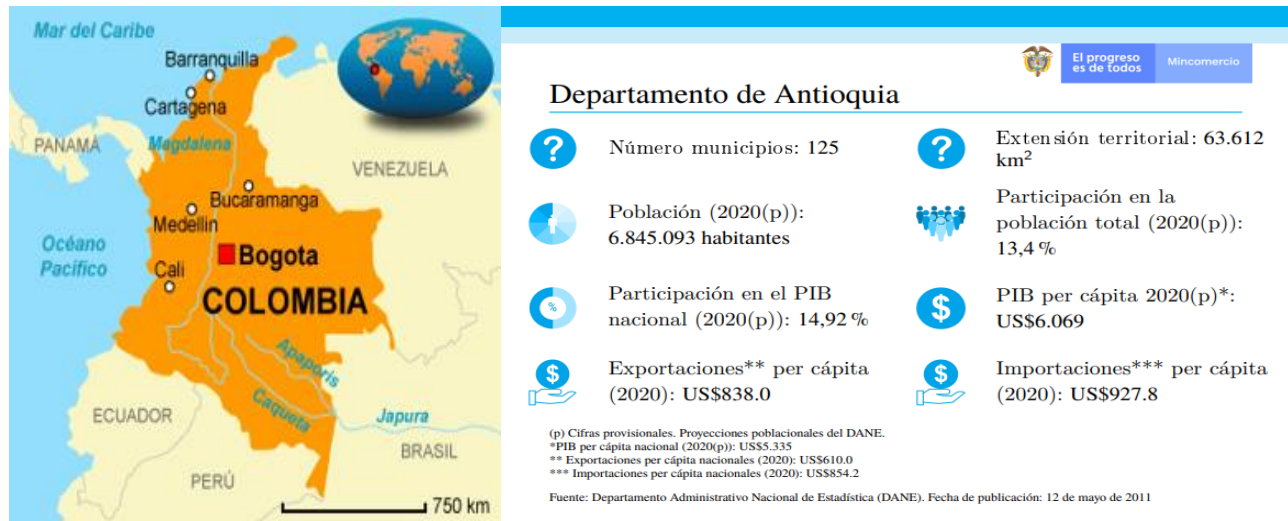 Mar del Caribe
Barranquilla
Cartagena
PANAMÁ
Magdalena
VENEZUELA
Bucaramanga
Medellin
Océano
Pacífico
Bogota
Cali
COLOMBIA
Apaporis
Caqueta
Japura
ECUADOR
BRASIL
PERÚ
750 km
El progreso
es de todos
Mincomercio
Departamento de Antioquia
Número municipios: 125
Extensión territorial: 63.612
km²
Población (2020(p)):
6.845.093 habitantes
Participación en la
población total (2020(p)):
13,4 %
Participación en el PIB
nacional (2020(p)): 14,92 %
PIB per cápita 2020(p)*:
US$6.069
Exportaciones** per cápita
(2020): US$838.0
Importaciones*** per cápita
(2020): US$927.8
(p) Cifras provisionales. Proyecciones poblacionales del DANE.
*PIB per cápita nacional (2020(p)): US$5.335
** Exportaciones per cápita nacionales (2020): US$610.0
*** Importaciones per cápita nacionales (2020): US$854.2
Fuente: Departamento Administrativo Nacional de Estadística (DANE). Fecha de publicación: 12 de mayo de 2011